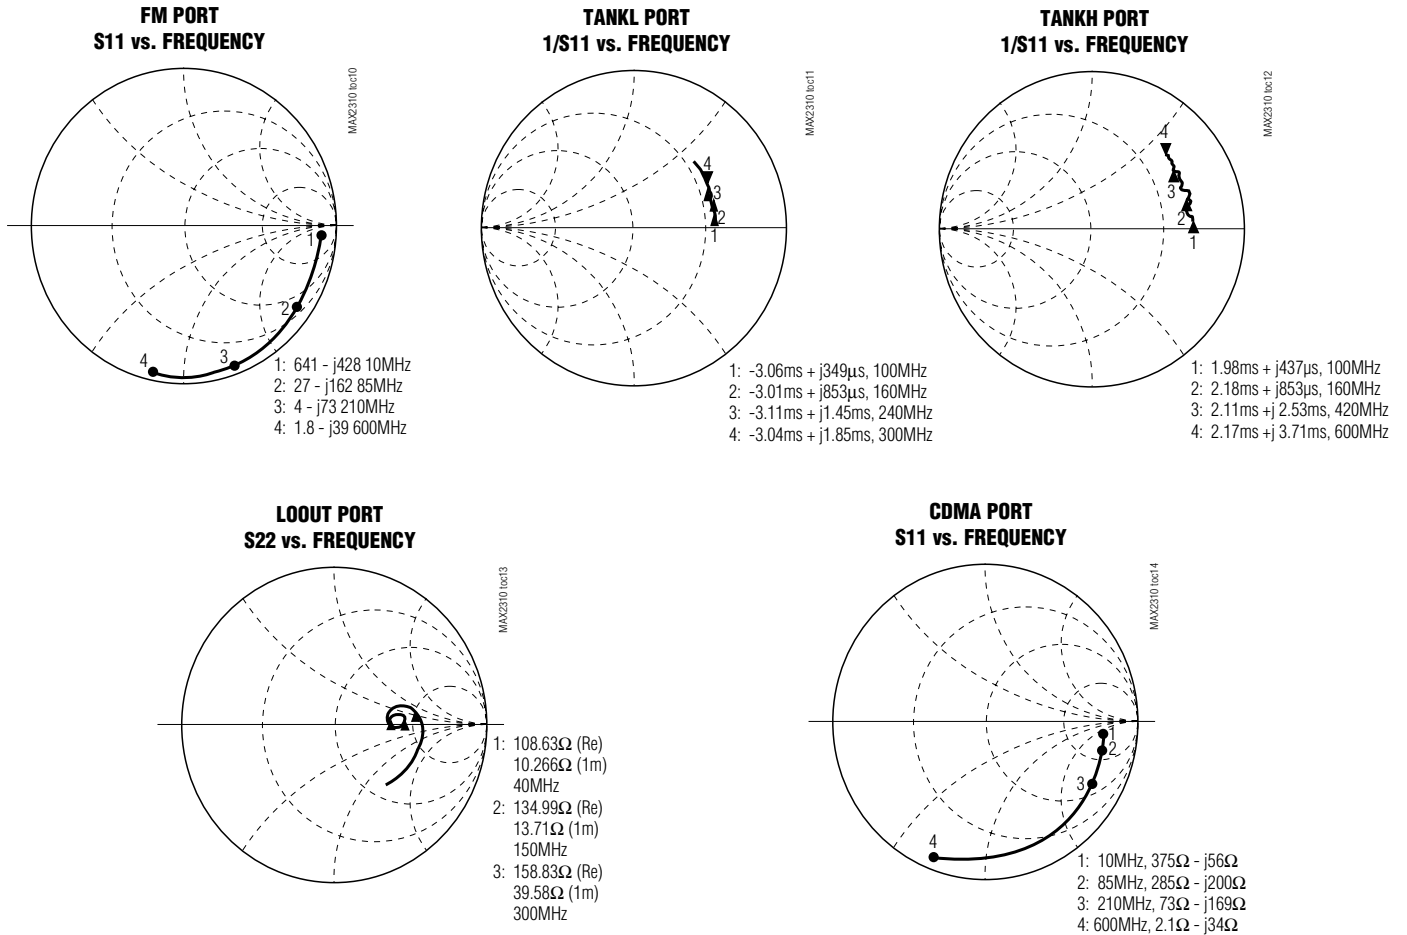 FM PORT
S11 vs. FREQUENCY
MAX2310 toc10
1
2
3
4
1: 641 - j428 10MHz
2: 27 - j162 85MHz
3: 4 - j73 210MHz
4: 1.8 - j39 600MHz
TANKL PORT
1/S11 vs. FREQUENCY
MAX2310 toc11
4
3
2
1
1: -3.06ms + j349µs, 100MHz
2: -3.01ms + j853µs, 160MHz
3: -3.11ms + j1.45ms, 240MHz
4: -3.04ms + j1.85ms, 300MHz
TANKH PORT
1/S11 vs. FREQUENCY
MAX2310 toc12
4
3
2
1
1: 1.98ms + j437µs, 100MHz
2: 2.18ms + j853µs, 160MHz
3: 2.11ms +j 2.53ms, 420MHz
4: 2.17ms +j 3.71ms, 600MHz
LOOUT PORT
S22 vs. FREQUENCY
MAX2310 toc13
1: 108.63Ω (Re)
10.266Ω (1m)
40MHz
2: 134.99Ω (Re)
13.71Ω (1m)
150MHz
3: 158.83Ω (Re)
39.58Ω (1m)
300MHz
CDMA PORT
S11 vs. FREQUENCY
MAX2310 toc14
1
2
3
4
1: 10MHz, 375Ω - j56Ω
2: 85MHz, 285Ω - j200Ω
3: 210MHz, 73Ω - j169Ω
4: 600MHz, 2.1Ω - j34Ω